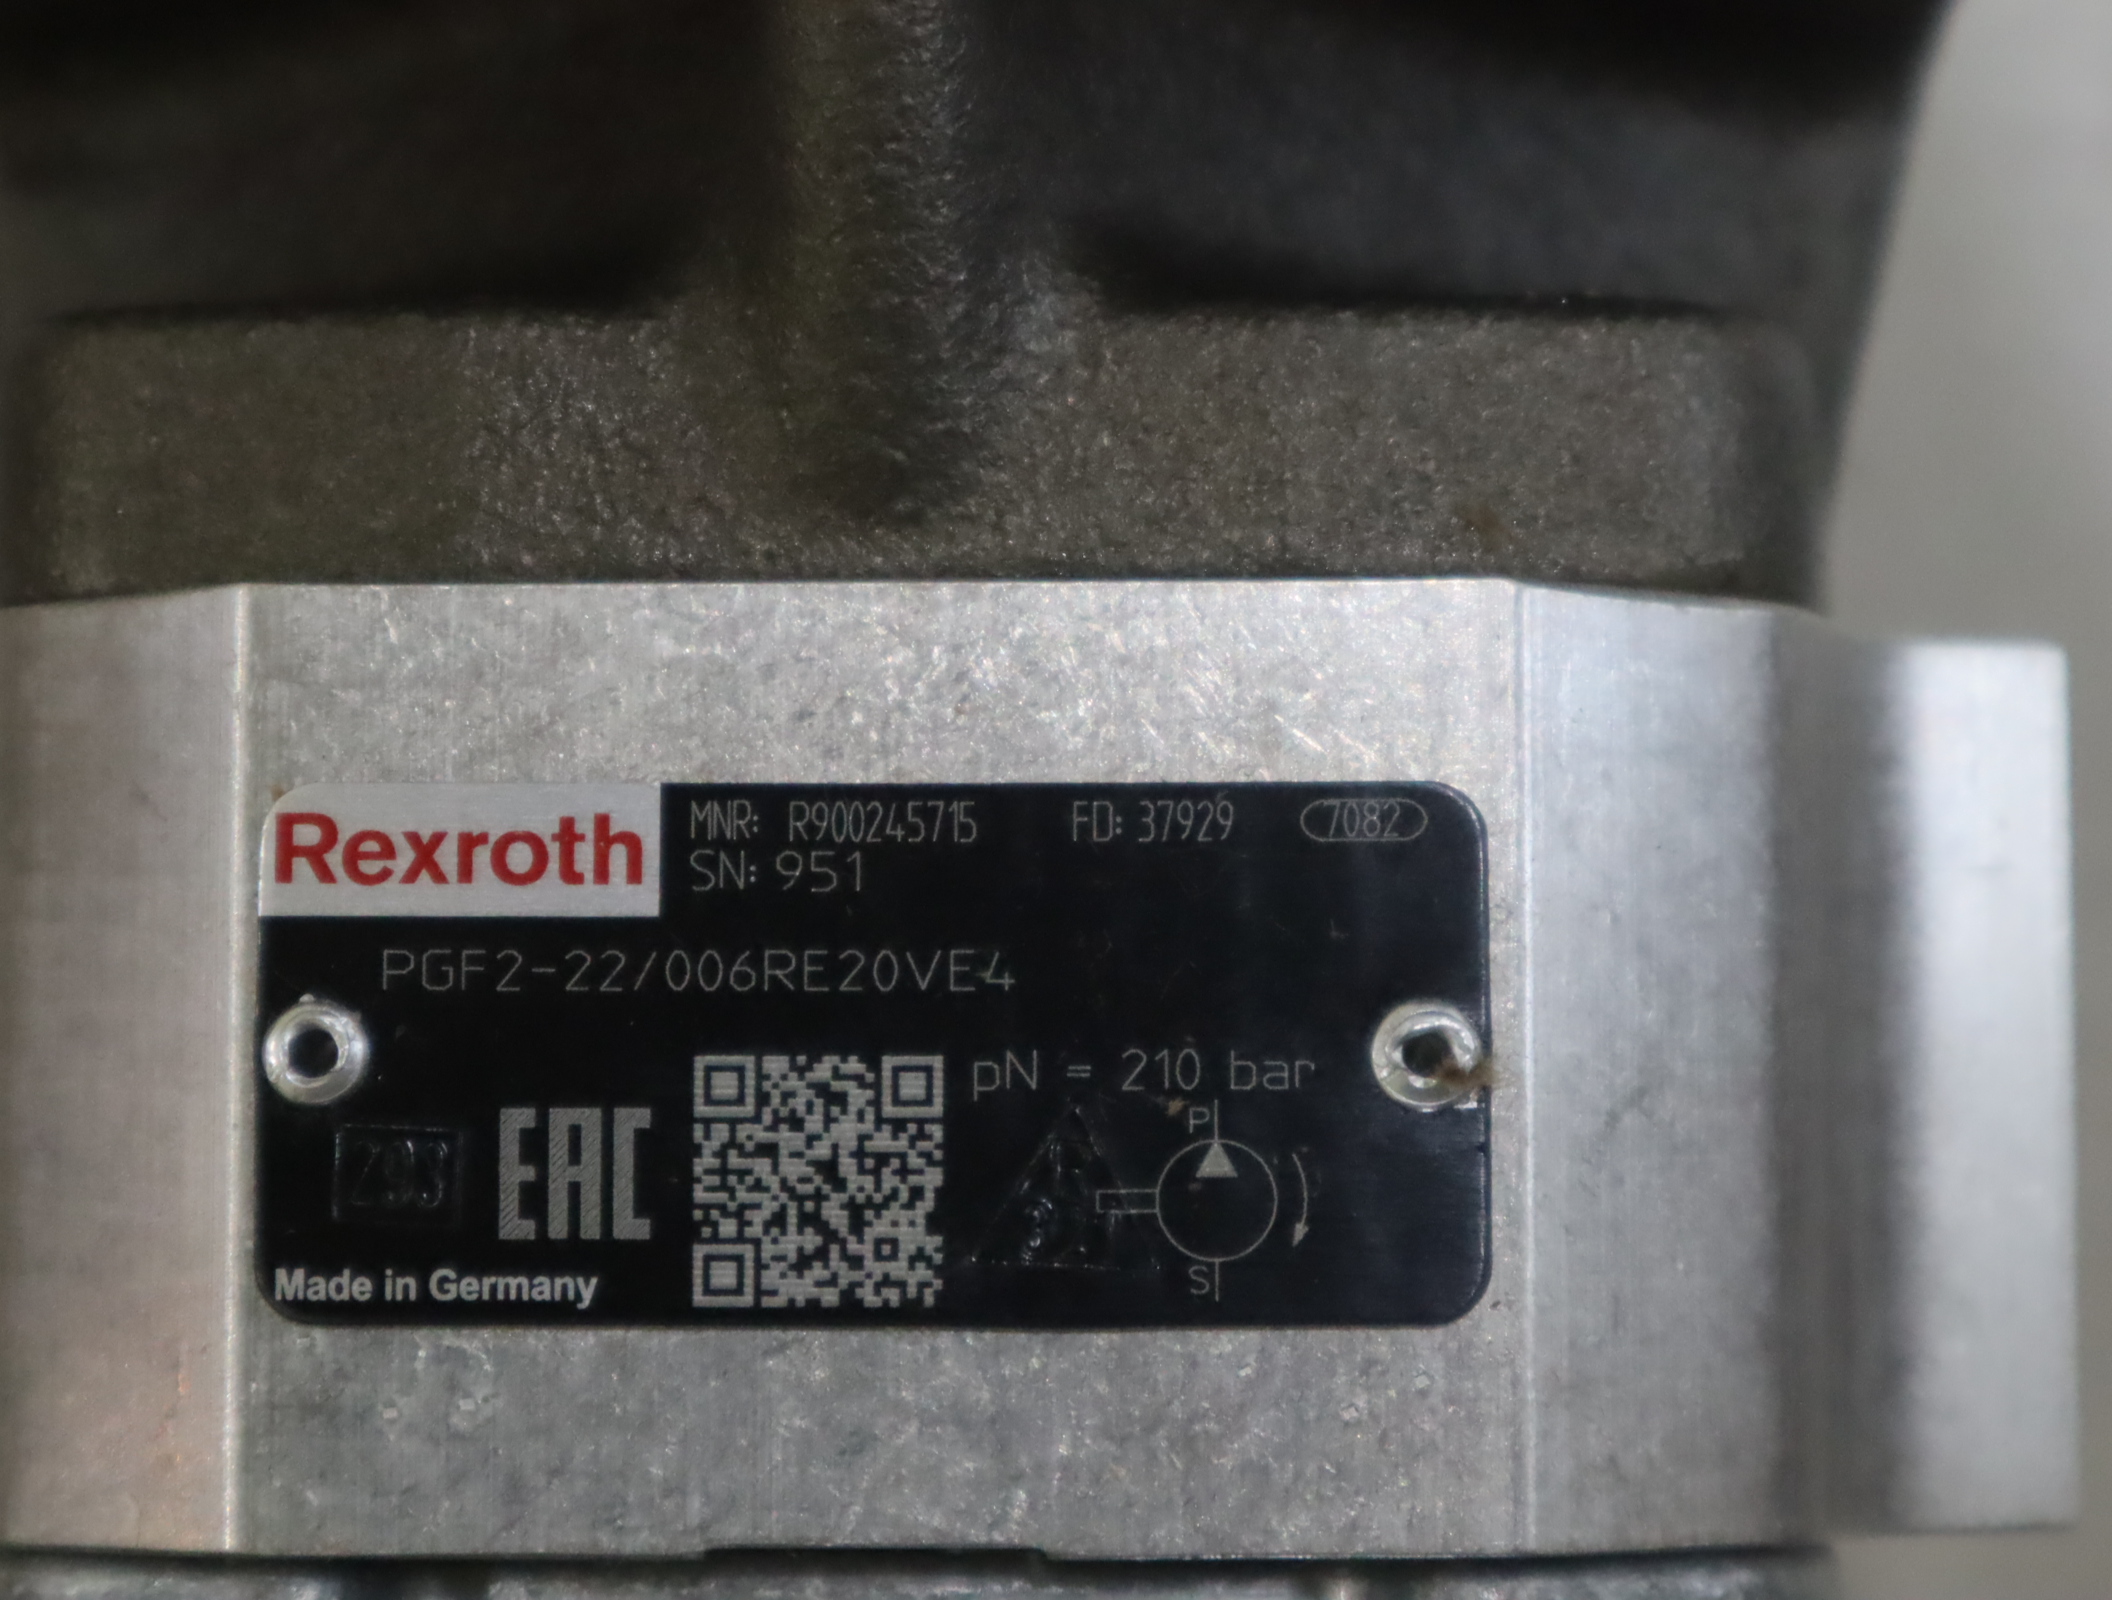 Rexroth
MNR: R900245715 FD: 37929 7082
SN: 951
PGF2-22/006RE20VE4
pN = 210 bar
P
293
EAC
S
Made in Germany